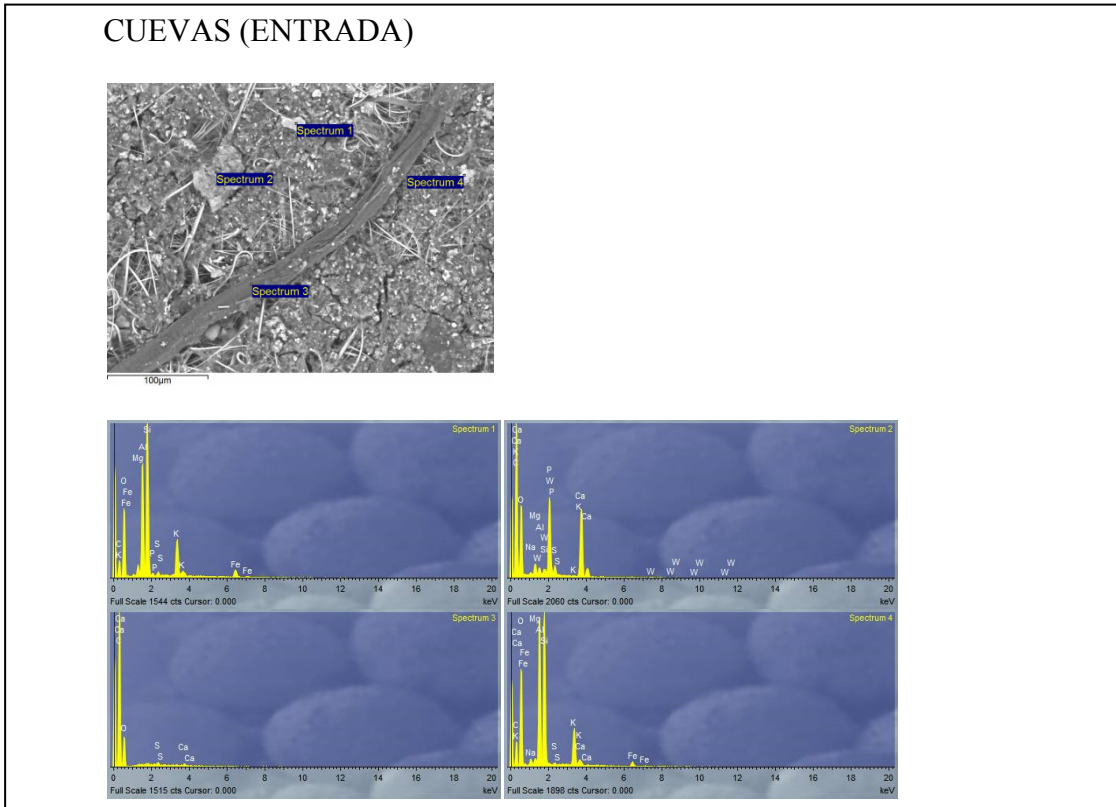 CUEVAS (ENTRADA)
Spectrum 1
Spectrum 2
Spectrum 4
Spectrum 3
100µm
Spectrum 1
Si
Al
Mg
O
Fe
Fe
C
K
S
P
S
P
K
K
Fe
Fe
0 2 4 6 8 10 12 14 16 18 20
Full Scale 1544 cts Cursor: 0.000 keV
Spectrum 2
Ca
Ca
K
C
O
P
W
P
Mg
Al
W
Na
Si
S
W
S
K
Ca
K
Ca
W
W
W
W
W
W
W
0 2 4 6 8 10 12 14 16 18 20
Full Scale 2060 cts Cursor: 0.000 keV
Spectrum 3
Ca
Ca
C
O
S
S
Ca
Ca
0 2 4 6 8 10 12 14 16 18 20
Full Scale 1515 cts Cursor: 0.000 keV
Spectrum 4
O
Mg
Ca
Al
Ca
Si
Fe
Fe
C
K
Na
S
S
K
K
Ca
Ca
Fe
Fe
0 2 4 6 8 10 12 14 16 18 20
Full Scale 1898 cts Cursor: 0.000 keV